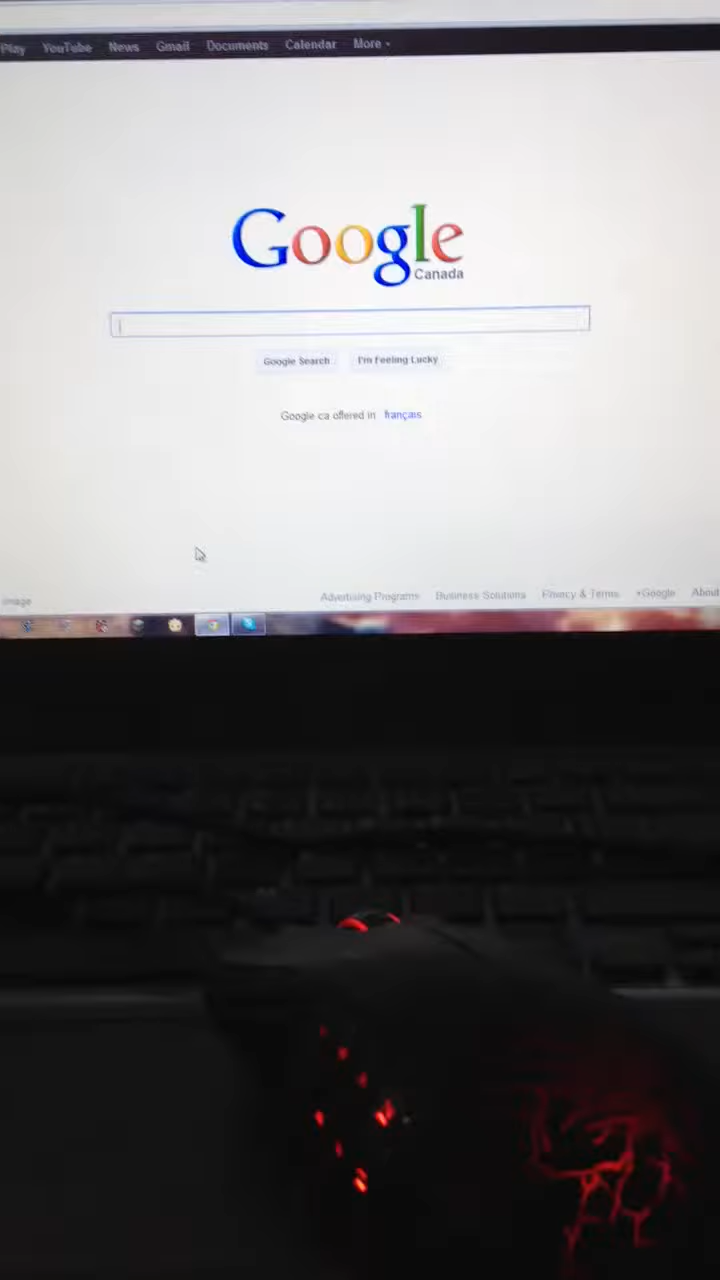 Play YouTube News Gmail Documents Calendar More
Google
Canada
Google Search I'm Feeling Lucky
Google.ca offered in français
image Advertising Programs Business Solutions Privacy & Terms +Google About